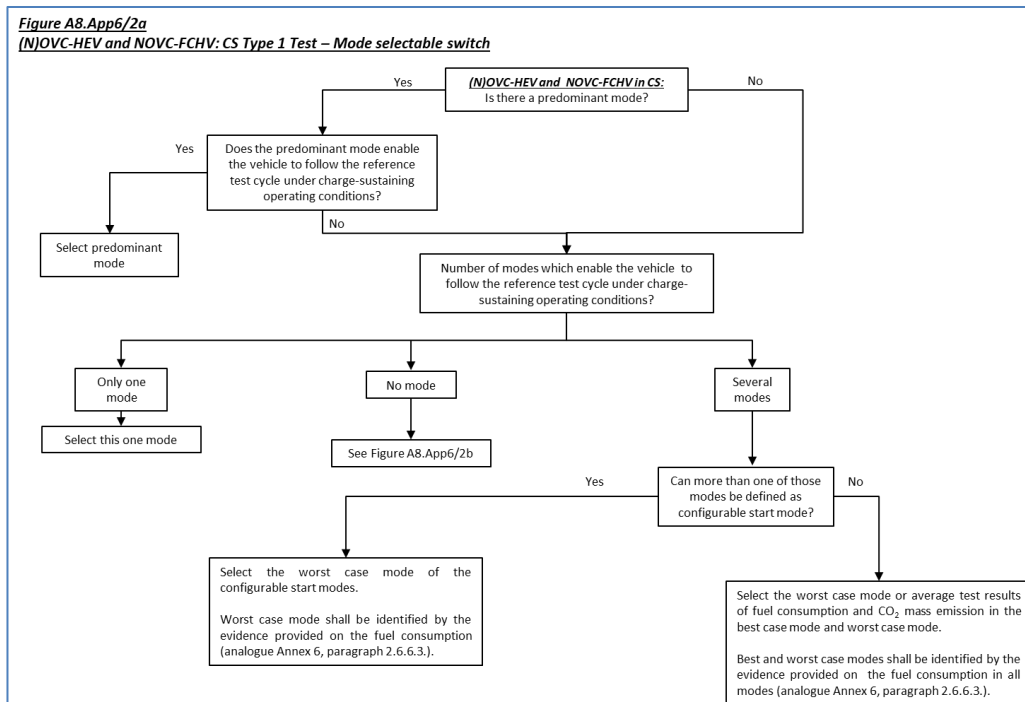 Figure A8.App6/2a
(N)OVC-HEV and NOVC-FCHV: CS Type 1 Test – Mode selectable switch
(N)OVC-HEV and NOVC-FCHV in CS:
Is there a predominant mode?
Yes
No
Does the predominant mode enable
the vehicle to follow the reference
test cycle under charge-sustaining
operating conditions?
Yes
No
Select predominant
mode
Number of modes which enable the vehicle to
follow the reference test cycle under charge-
sustaining operating conditions?
Only one
mode
No mode
Several
modes
Select this one mode
See Figure A8.App6/2b
Can more than one of those
modes be defined as
configurable start mode?
Yes
No
Select the worst case mode of the
configurable start modes.
Worst case mode shall be identified by the
evidence provided on the fuel consumption
(analogue Annex 6, paragraph 2.6.6.3.).
Select the worst case mode or average test results
of fuel consumption and CO₂ mass emission in the
best case mode and worst case mode.
Best and worst case modes shall be identified by the
evidence provided on the fuel consumption in all
modes (analogue Annex 6, paragraph 2.6.6.3.).